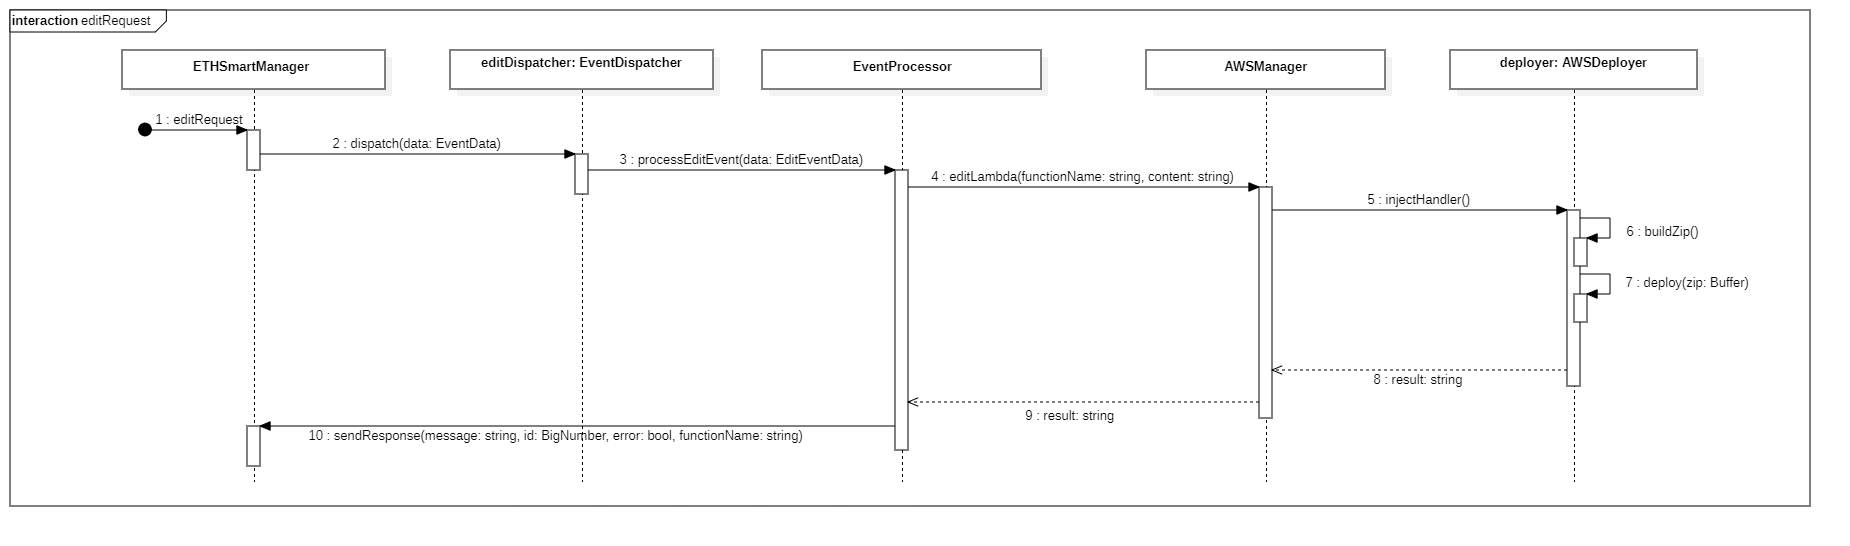 interaction editRequest
ETHSmartManager
editDispatcher: EventDispatcher
EventProcessor
AWSManager
deployer: AWSDeployer
1 : editRequest
2 : dispatch(data: EventData)
3 : processEditEvent(data: EditEventData)
4 : editLambda(functionName: string, content: string)
5 : injectHandler()
6 : buildZip()
7 : deploy(zip: Buffer)
8 : result: string
9 : result: string
10 : sendResponse(message: string, id: BigNumber, error: bool, functionName: string)